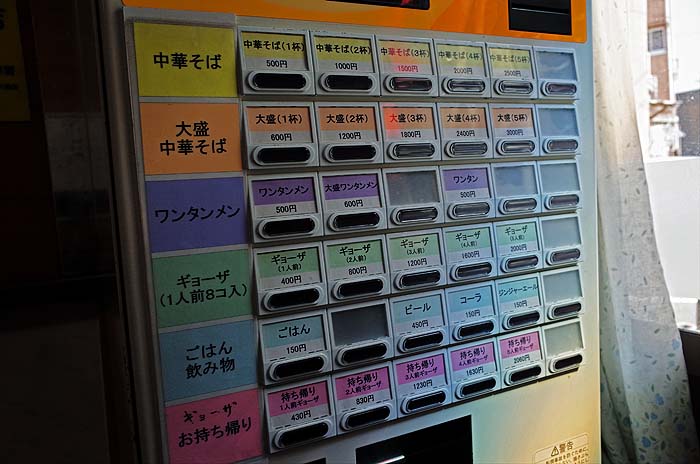 中華そば
中華そば(1杯)
500円
中華そば(2杯)
1000円
中華そば(3杯)
1500円
中華そば(4杯)
2000円
中華そば(5杯)
2500円
大盛
中華そば
大盛(1杯)
600円
大盛(2杯)
1200円
大盛(3杯)
1800円
大盛(4杯)
2400円
大盛(5杯)
3000円
ワンタンメン
ワンタンメン
500円
大盛ワンタンメン
600円
ワンタン
500円
ギョーザ
(1人前8コ入)
ギョーザ
(1人前)
400円
ギョーザ
(2人前)
800円
ギョーザ
(3人前)
1200円
ギョーザ
(4人前)
1600円
ギョーザ
(5人前)
2000円
ごはん
飲み物
ごはん
150円
ビール
450円
コーラ
150円
ジンジャーエール
150円
ギョーザ
お持ち帰り
持ち帰り
1人前ギョーザ
430円
持ち帰り
2人前ギョーザ
830円
持ち帰り
3人前ギョーザ
1230円
持ち帰り
4人前ギョーザ
1630円
持ち帰り
5人前ギョーザ
2060円
警告